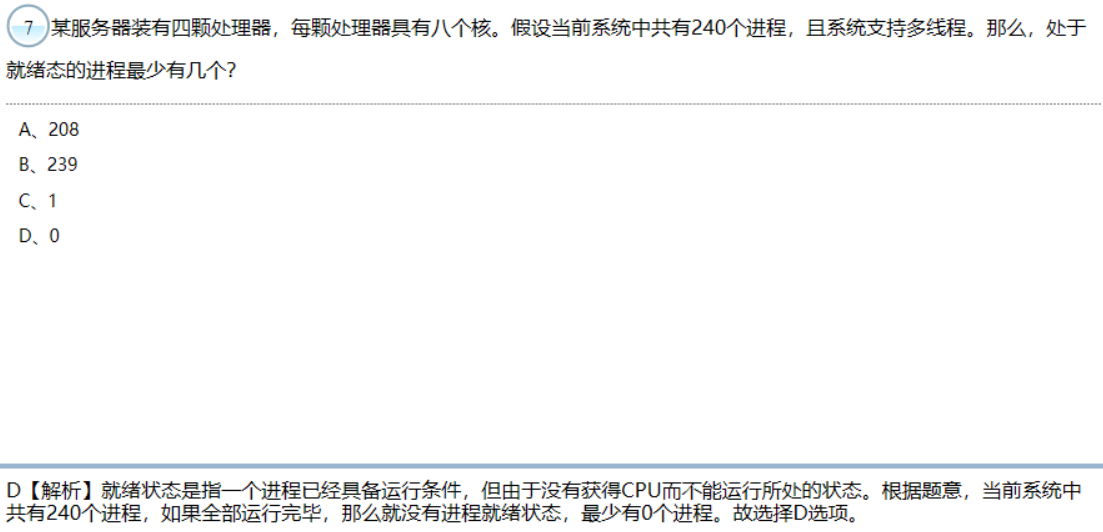 7 某服务器装有四颗处理器，每颗处理器具有八个核。假设当前系统中共有240个进程，且系统支持多线程。那么，处于
就绪态的进程最少有几个？
A、208
B、239
C、1
D、0
D【解析】就绪状态是指一个进程已经具备运行条件，但由于没有获得CPU而不能运行所处的状态。根据题意，当前系统中
共有240个进程，如果全部运行完毕，那么就没有进程就绪状态，最少有0个进程。故选择D选项。